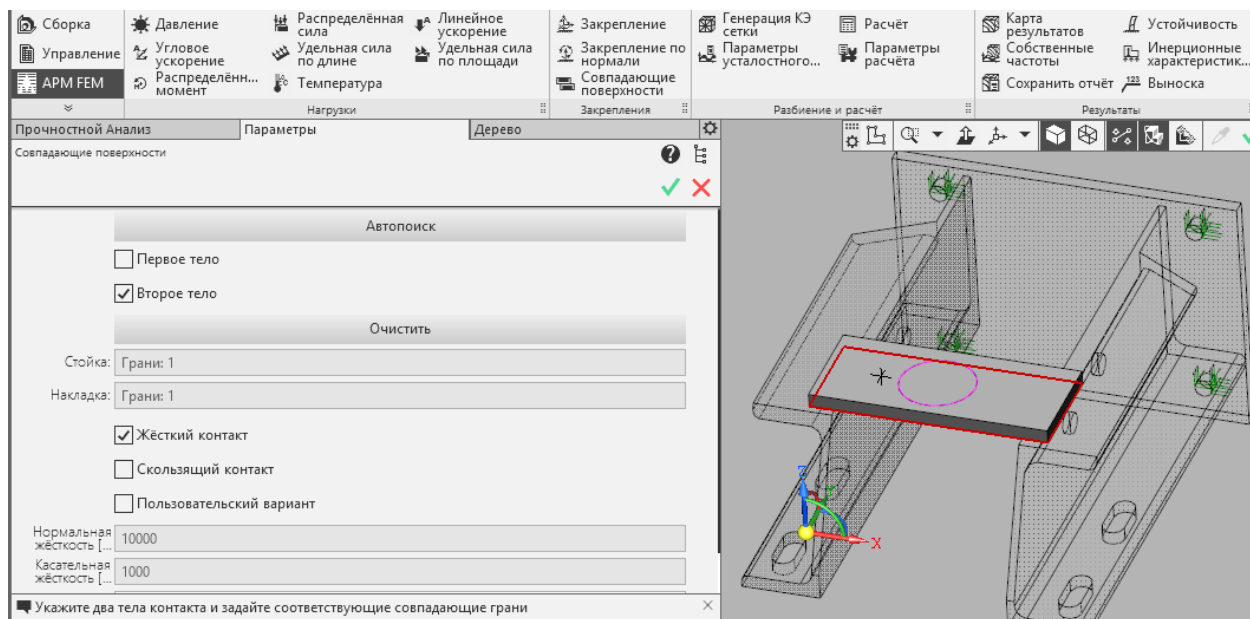 Сборка
Управление
APM FEM
Давление
Угловое
ускорение
Распределённ...
момент
Распределённая
сила
Удельная сила
по длине
Температура
Линейное
ускорение
Удельная сила
по площади
Нагрузки
Закрепление
Закрепление по
нормали
Совпадающие
поверхности
Закрепления
Генерация КЭ
сетки
Параметры
усталостного...
Расчёт
Параметры
расчёта
Разбиение и расчёт
Карта
результатов
Собственные
частоты
Сохранить отчёт
Устойчивость
Инерционные
характеристик...
Выноска
Результаты
Прочностной Анализ
Параметры
Дерево
Совпадающие поверхности
Автопоиск
Первое тело
Второе тело
Очистить
Стойка: Грани: 1
Накладка: Грани: 1
Жёсткий контакт
Скользящий контакт
Пользовательский вариант
Нормальная
жёсткость [...
10000
Касательная
жёсткость [...
1000
Укажите два тела контакта и задайте соответствующие совпадающие грани
Z
Y
X